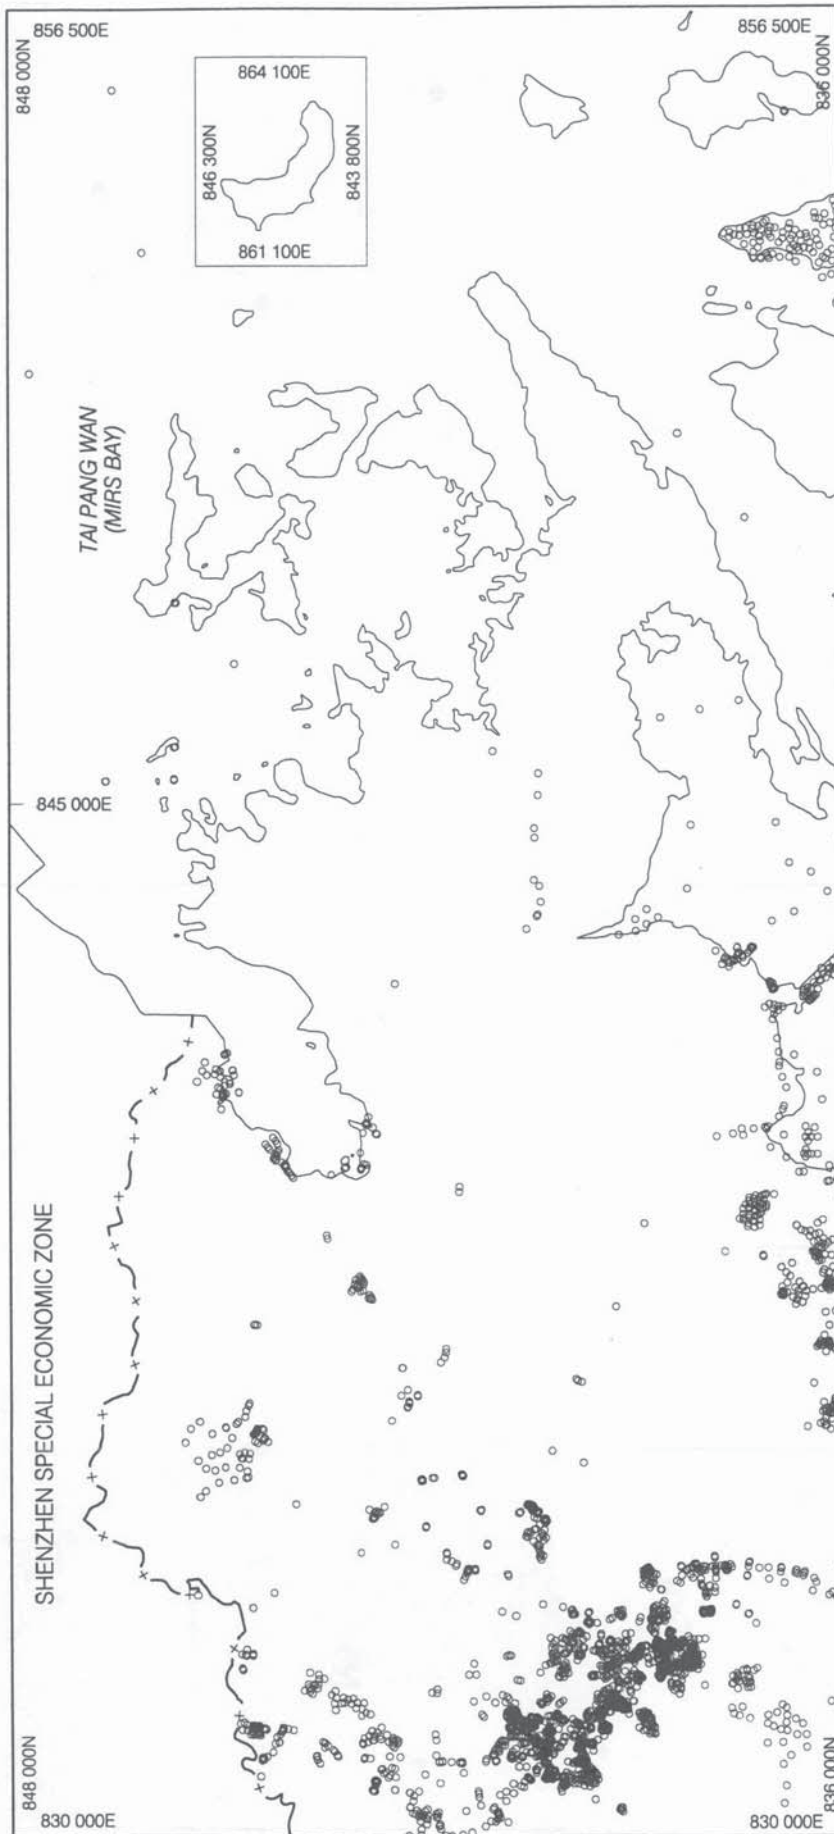 856 500E
856 500E
848 000N
836 000N
864 100E
846 300N
843 800N
861 100E
TAI PANG WAN
(MIRS BAY)
845 000E
SHENZHEN SPECIAL ECONOMIC ZONE
848 000N
836 000N
830 000E
830 000E